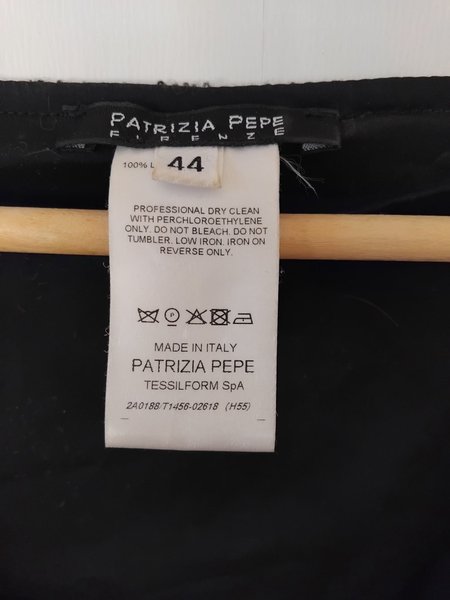 PATRIZIA PEPE
FIRENZE
100% L
44
PROFESSIONAL DRY CLEAN
WITH PERCHLOROETHYLENE
ONLY. DO NOT BLEACH. DO NOT
TUMBLER. LOW IRON. IRON ON
REVERSE ONLY.
P
MADE IN ITALY
PATRIZIA PEPE
TESSILFORM SpA
2A0188/T1456-02618 (H55)